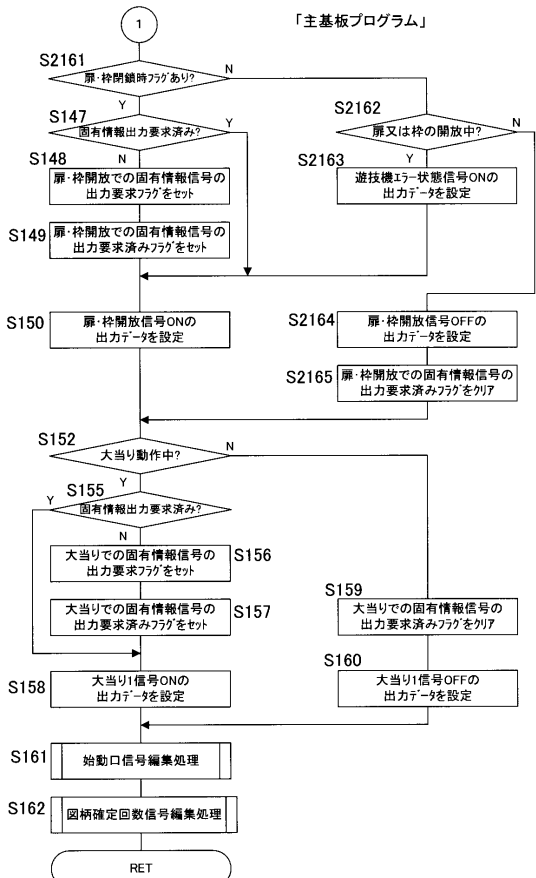 「主基板プログラム」
1
S2161
扉・枠閉鎖時フラグあり?
N
Y
S147
固有情報出力要求済み?
Y
N
S2162
扉又は枠の開放中?
N
Y
S148
扉・枠開放での固有情報信号の
出力要求フラグをセット
S2163
遊技機エラー状態信号ONの
出力データを設定
S149
扉・枠開放での固有情報信号の
出力要求済みフラグをセット
S150
扉・枠開放信号ONの
出力データを設定
S2164
扉・枠開放信号OFFの
出力データを設定
S2165
扉・枠開放での固有情報信号の
出力要求済みフラグをクリア
S152
大当り動作中?
N
Y
S155
Y
固有情報出力要求済み?
N
S156
大当りでの固有情報信号の
出力要求フラグをセット
S157
大当りでの固有情報信号の
出力要求済みフラグをセット
S159
大当りでの固有情報信号の
出力要求済みフラグをクリア
S158
大当り1信号ONの
出力データを設定
S160
大当り1信号OFFの
出力データを設定
S161
始動口信号編集処理
S162
図柄確定回数信号編集処理
RET